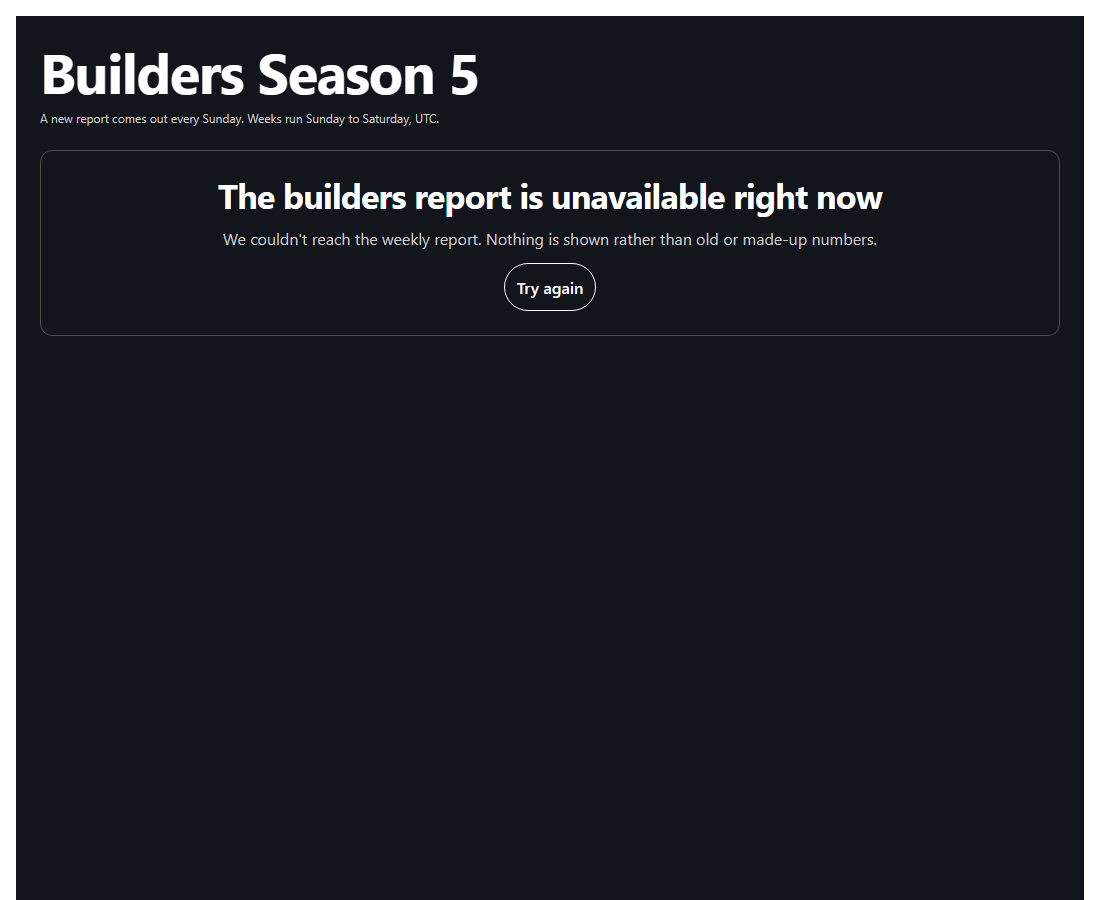 Builders Season 5
A new report comes out every Sunday. Weeks run Sunday to Saturday, UTC.
The builders report is unavailable right now
We couldn't reach the weekly report. Nothing is shown rather than old or made-up numbers.
Try again